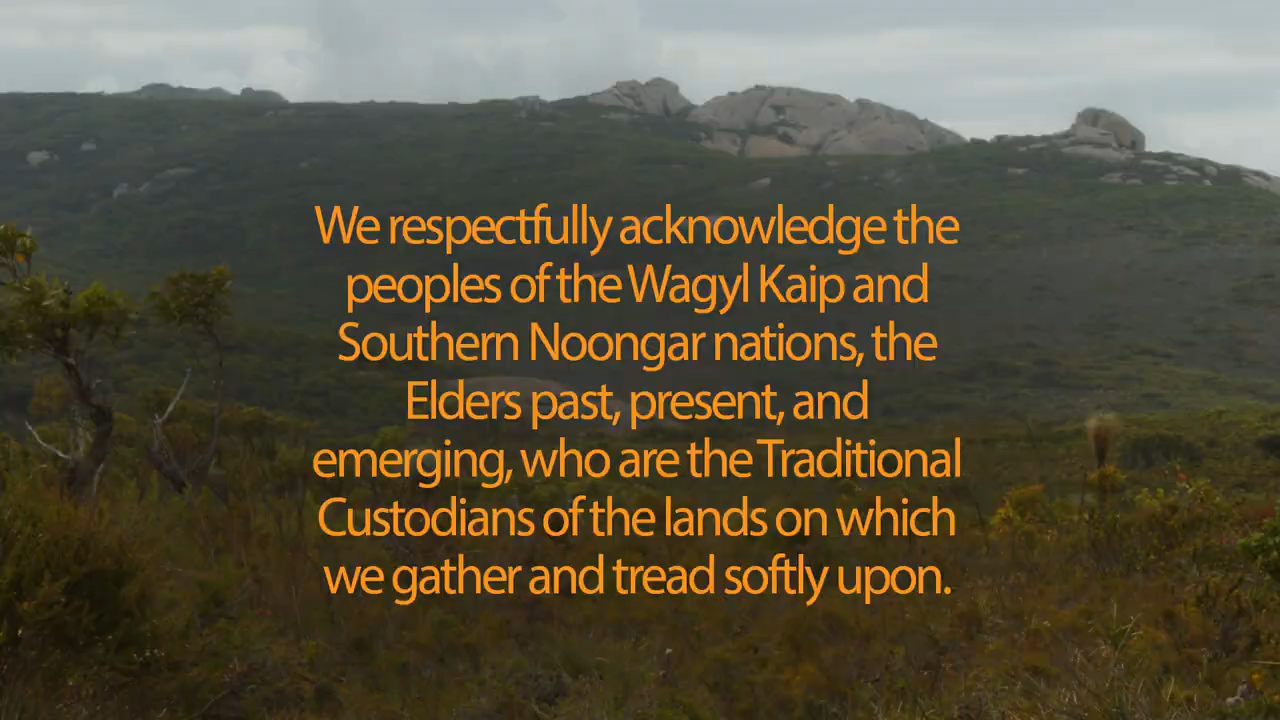 We respectfully acknowledge the
peoples of the Wagyl Kaip and
Southern Noongar nations, the
Elders past, present, and
emerging, who are the Traditional
Custodians of the lands on which
we gather and tread softly upon.